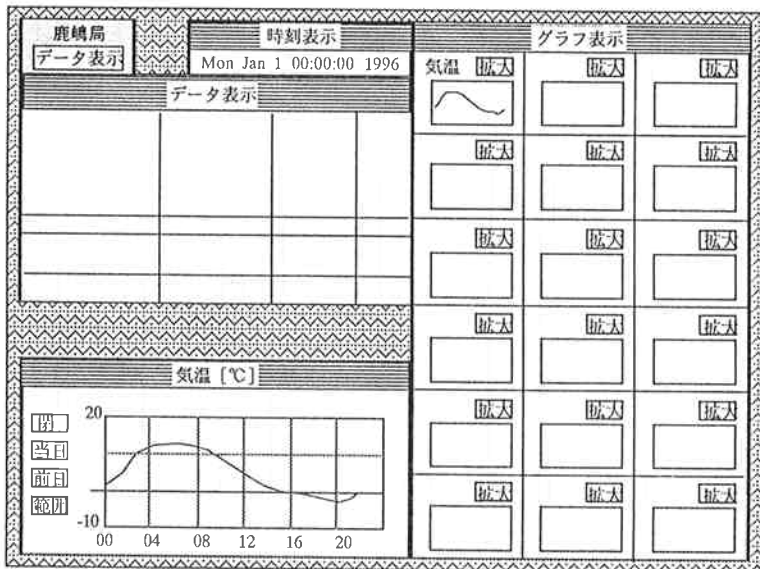 鹿嶋局
データ表示
時刻表示
Mon Jan 1 00:00:00 1996
データ表示
グラフ表示
気温 拡大 拡大 拡大
拡大 拡大 拡大
拡大 拡大 拡大
拡大 拡大 拡大
拡大 拡大 拡大
拡大 拡大 拡大
気温 [℃]
閉
当日
前日
範囲
20
-10
00 04 08 12 16 20